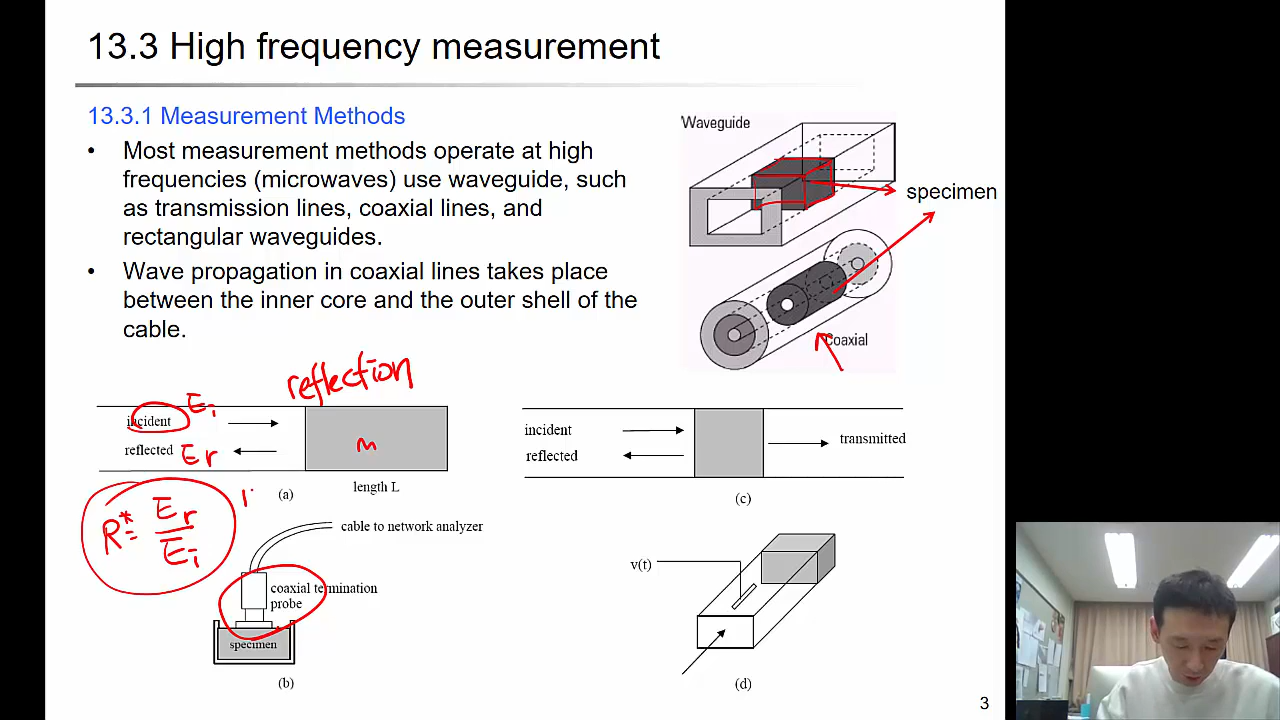 13.3 High frequency measurement
13.3.1 Measurement Methods
• Most measurement methods operate at high
frequencies (microwaves) use waveguide, such
as transmission lines, coaxial lines, and
rectangular waveguides.
• Wave propagation in coaxial lines takes place
between the inner core and the outer shell of the
cable.
Waveguide
specimen
Coaxial
reflection
incident Ei
reflected Er
M
length L
(a)
R* = Er/Ei
cable to network analyzer
coaxial termination
probe
specimen
(b)
incident
reflected
transmitted
(c)
v(t)
(d)
3